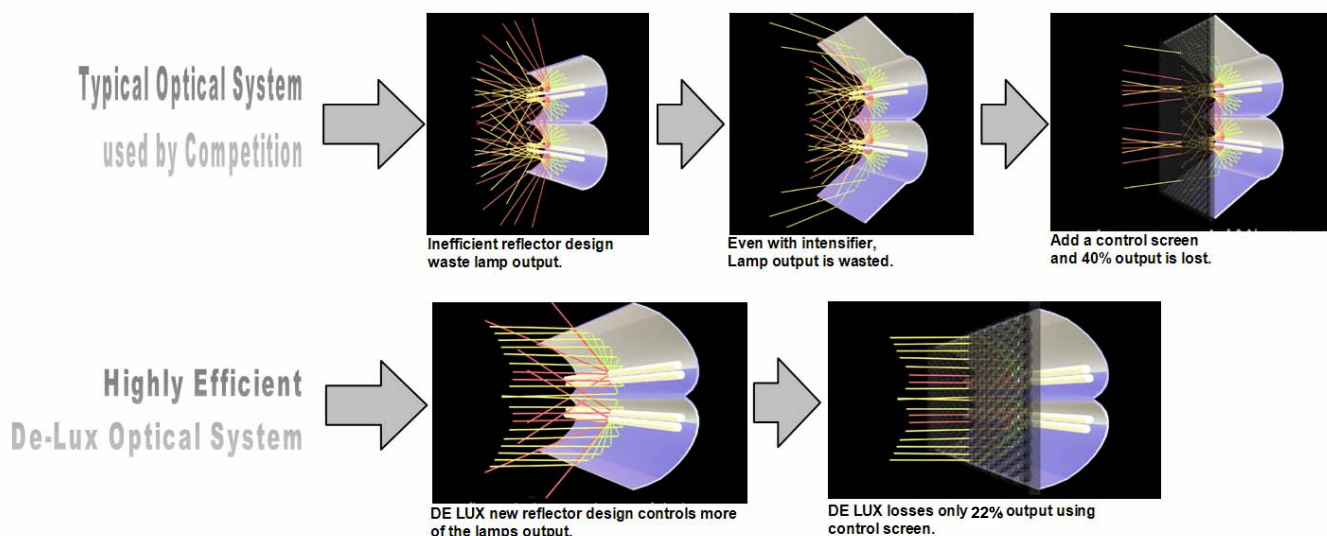 Typical Optical System
used by Competition
Inefficient reflector design
waste lamp output.
Even with intensifier,
Lamp output is wasted.
Add a control screen
and 40% output is lost.
Highly Efficient
De-Lux Optical System
DE LUX new reflector design controls more
of the lamps output.
DE LUX losses only 22% output using
control screen.